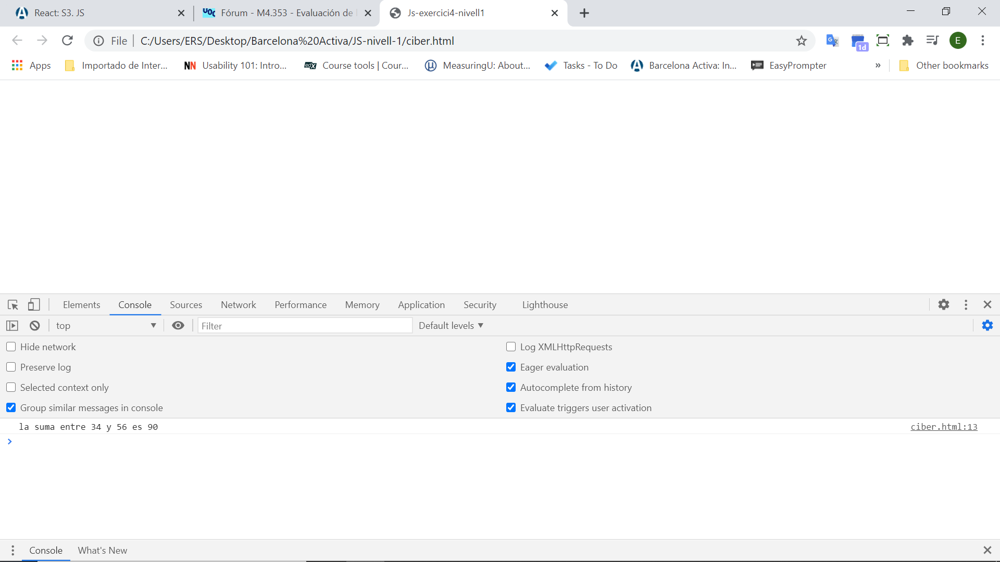 React: S3. JS
Fórum - M4.353 - Evaluación de
Js-exercici4-nivell1
File
C:/Users/ERS/Desktop/Barcelona%20Activa/JS-nivell-1/ciber.html
1d
E
Apps
Importado de Inter...
NN
Usability 101: Intro...
edX
Course tools | Cour...
μ
MeasuringU: About...
Tasks - To Do
Barcelona Activa: In...
EasyPrompter
»
Other bookmarks
Elements
Console
Sources
Network
Performance
Memory
Application
Security
Lighthouse
top
Filter
Default levels
Hide network
Log XMLHttpRequests
Preserve log
Eager evaluation
Selected context only
Autocomplete from history
Group similar messages in console
Evaluate triggers user activation
la suma entre 34 y 56 es 90
ciber.html:13
>
Console
What's New